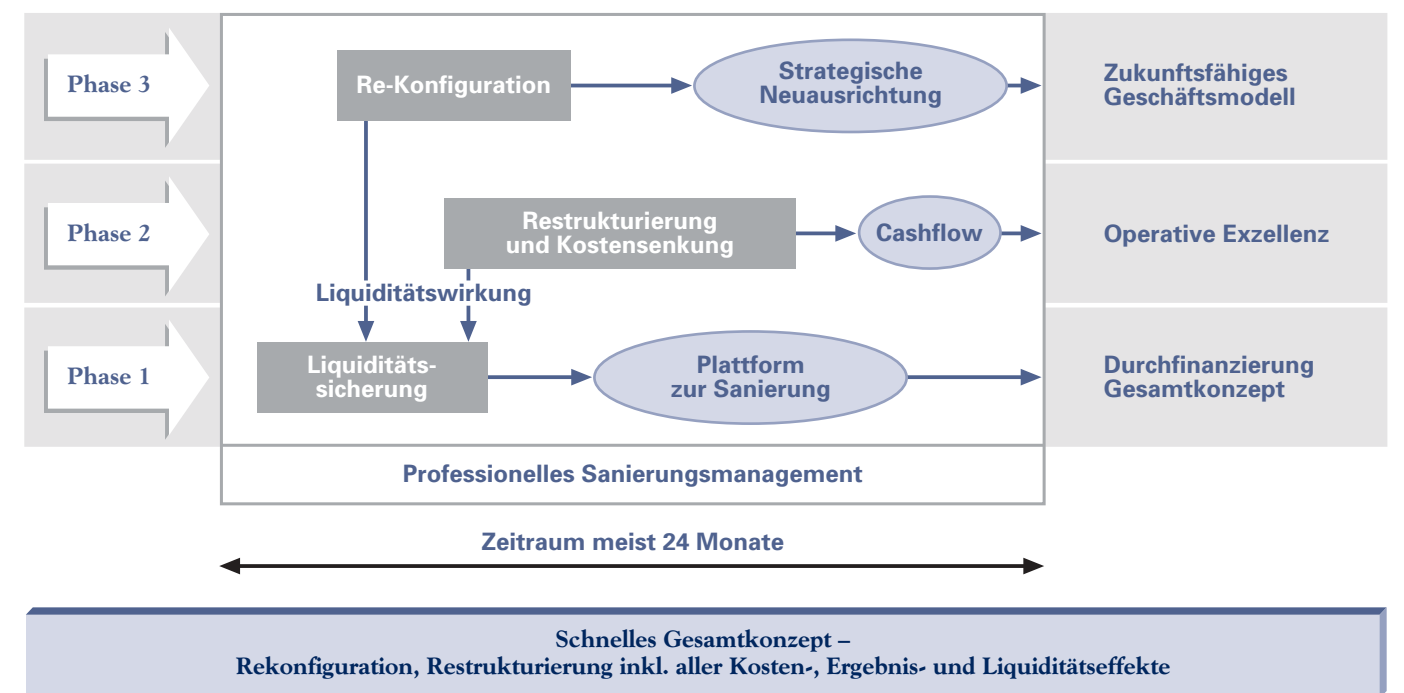 Phase 3
Re-Konfiguration
Strategische
Neuausrichtung
Zukunftsfähiges
Geschäftsmodell
Phase 2
Restrukturierung
und Kostensenkung
Cashflow
Operative Exzellenz
Liquiditätswirkung
Phase 1
Liquiditäts-
sicherung
Plattform
zur Sanierung
Durchfinanzierung
Gesamtkonzept
Professionelles Sanierungsmanagement
Zeitraum meist 24 Monate
Schnelles Gesamtkonzept –
Rekonfiguration, Restrukturierung inkl. aller Kosten-, Ergebnis- und Liquiditätseffekte